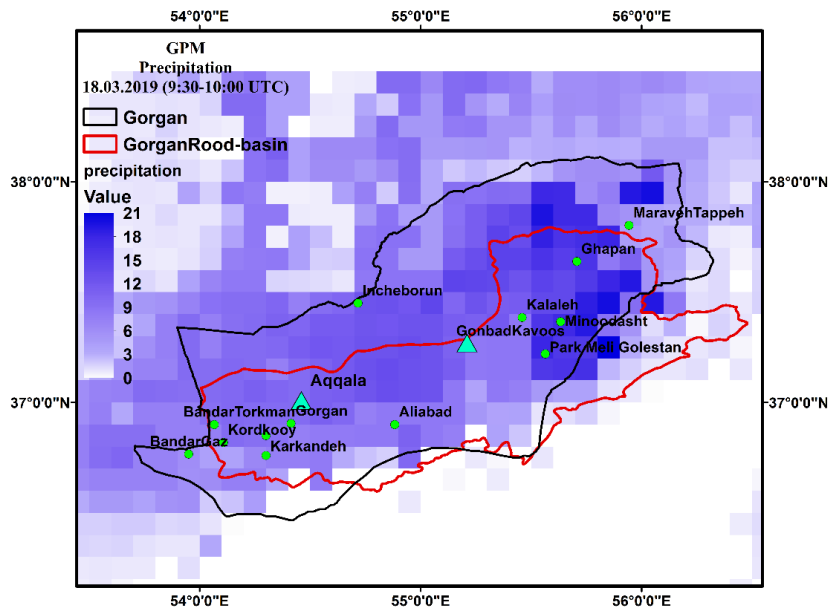 54°0'0"E 55°0'0"E 56°0'0"E
GPM
Precipitation
18.03.2019 (9:30-10:00 UTC)
Gorgan
GorganRood-basin
precipitation
Value
21
18
15
12
9
6
3
0
38°0'0"N 38°0'0"N
MaravehTappeh
Ghapan
Incheborun
Kalaleh
Minoodasht
GonbadKavoos
Park Meli Golestan
37°0'0"N 37°0'0"N
Aqqala
BandarTorkman
Gorgan
Aliabad
Kordkooy
BandarGaz
Karkandeh
54°0'0"E 55°0'0"E 56°0'0"E